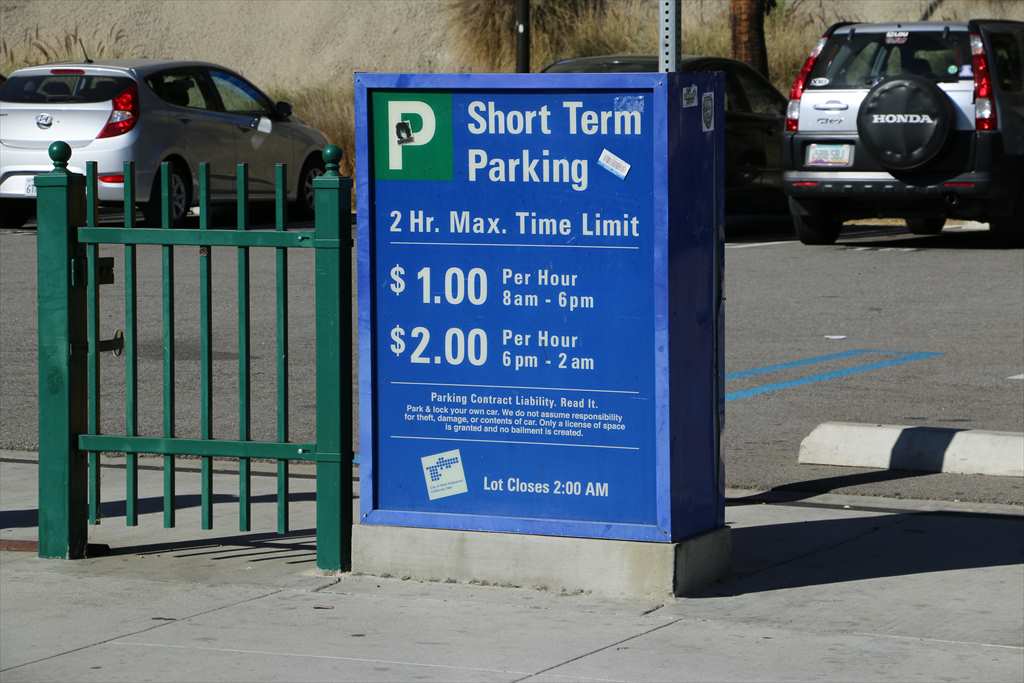 P
Short Term
Parking
2 Hr. Max. Time Limit
$ 1.00 Per Hour
8am - 6pm
$ 2.00 Per Hour
6 pm - 2 am
Parking Contract Liability. Read It.
Park & lock your own car. We do not assume responsibility
for theft, damage, or contents of car. Only a license of space
is granted and no bailment is created.
Lot Closes 2:00 AM
HONDA